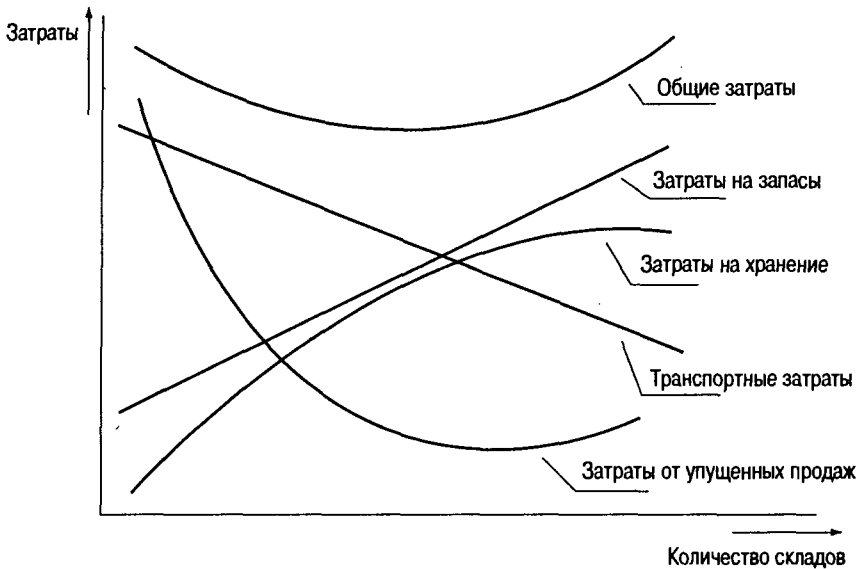 Затраты
Общие затраты
Затраты на запасы
Затраты на хранение
Транспортные затраты
Затраты от упущенных продаж
Количество складов